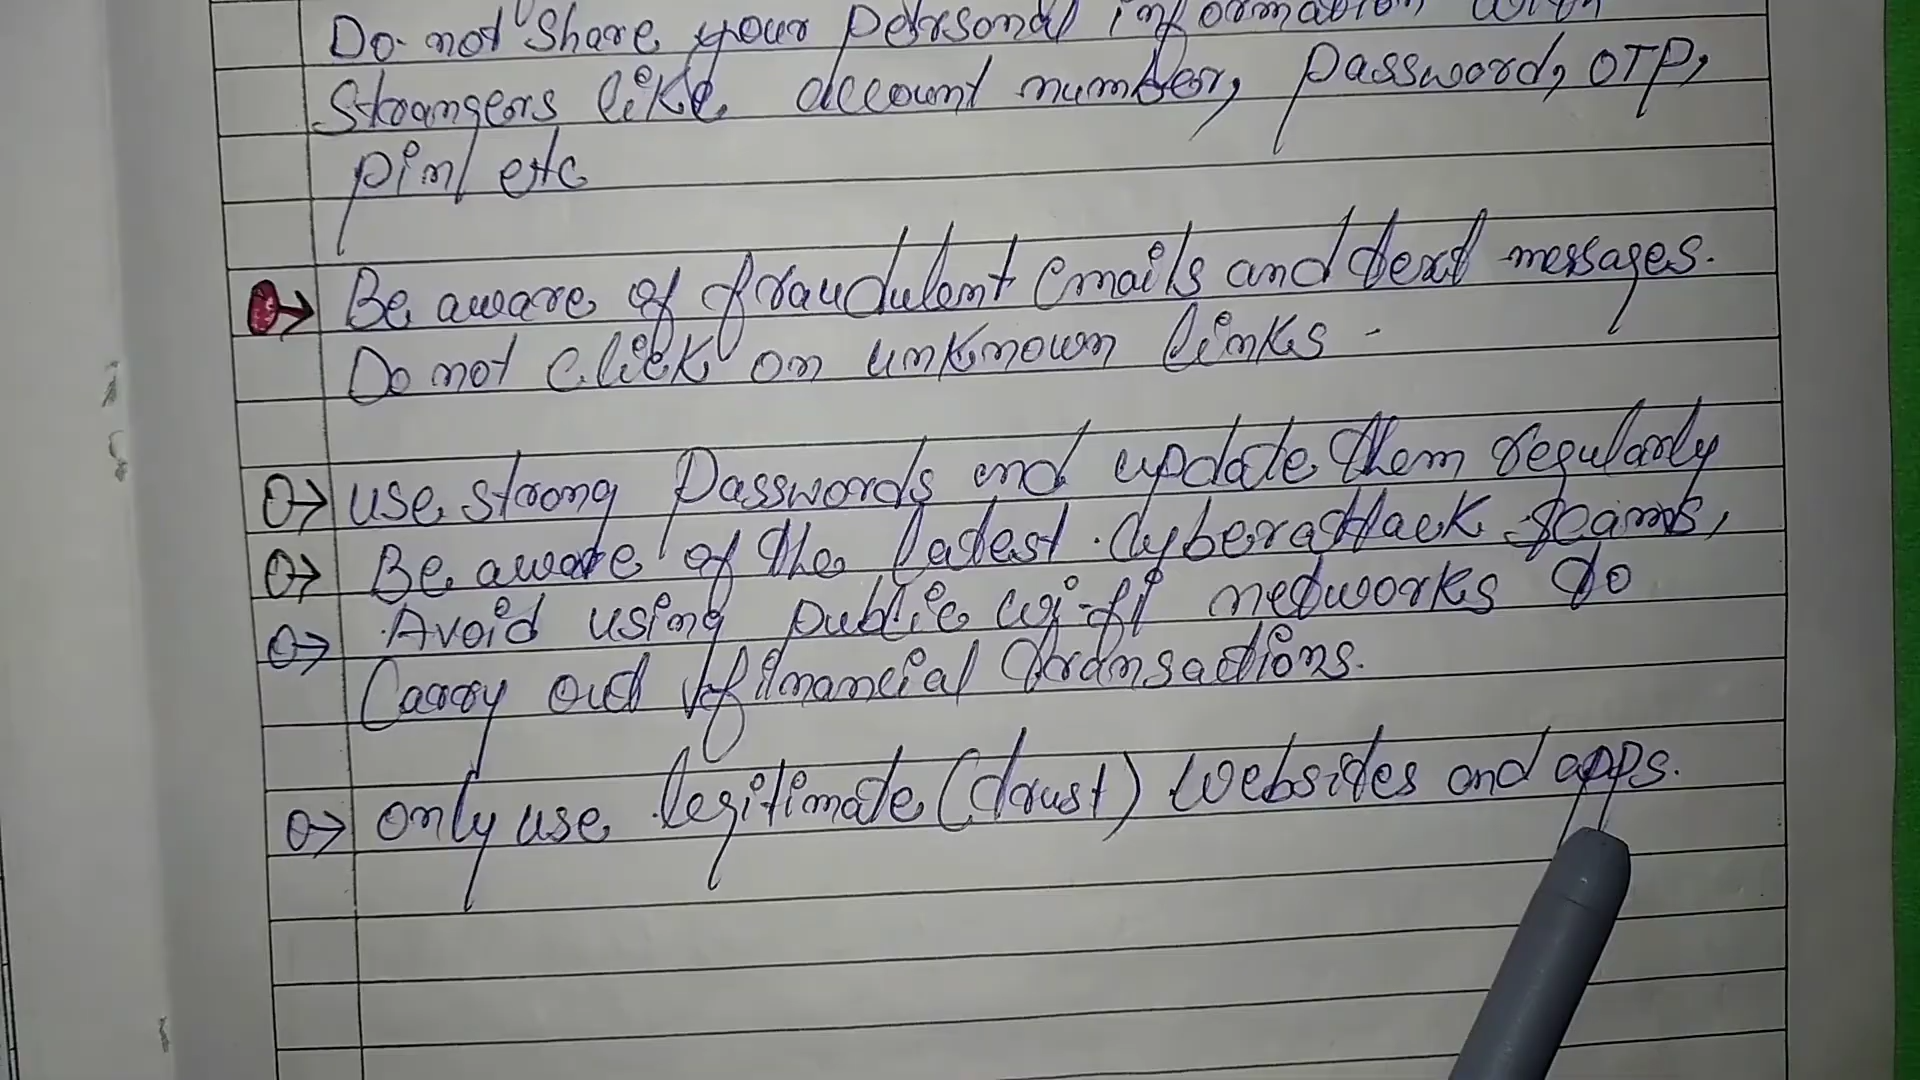 Do not share your personal information with
Strangers like account number, password, OTP,
pin etc
Be aware of fraudulent emails and text messages.
Do not click on unknown links -
use strong Passwords and update them regularly
Be aware of the latest cyberattack scams,
Avoid using public wi-fi networks to
Carry out financial transactions.
only use legitimate (trust) websites and apps.